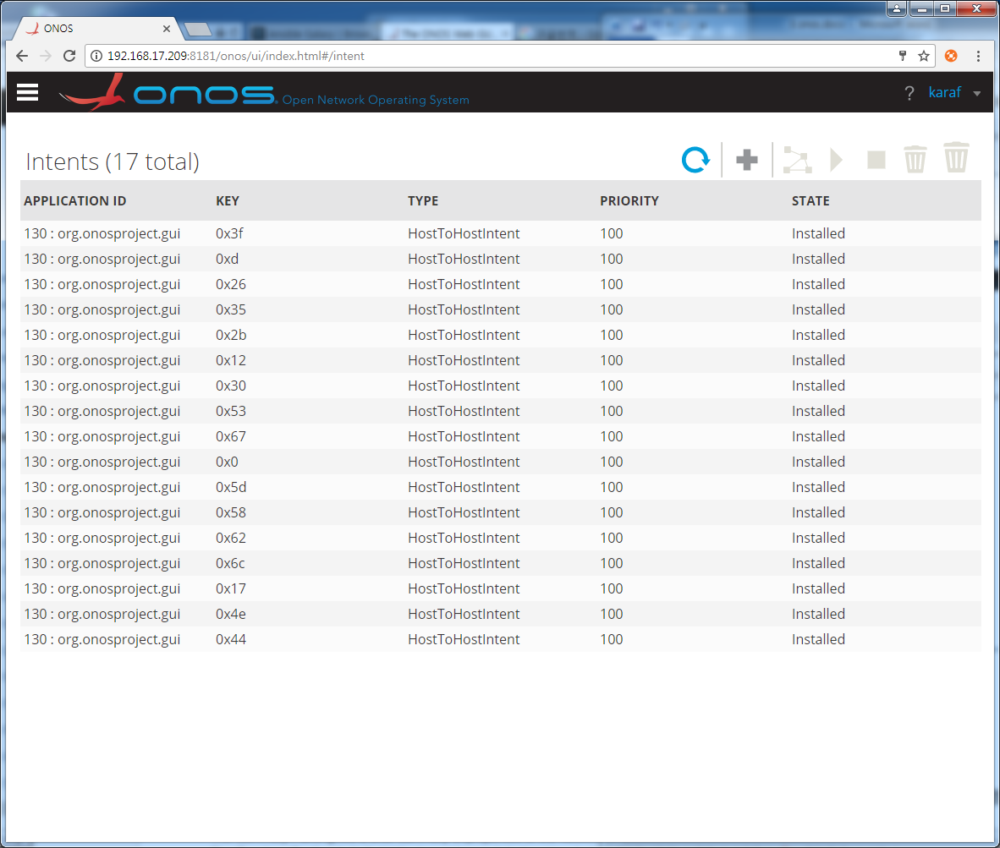 ONOS
192.168.17.209:8181/onos/ui/index.html#/intent
onos Open Network Operating System ? karaf
Intents (17 total)
APPLICATION ID KEY TYPE PRIORITY STATE
130 : org.onosproject.gui 0x3f HostToHostIntent 100 Installed
130 : org.onosproject.gui 0xd HostToHostIntent 100 Installed
130 : org.onosproject.gui 0x26 HostToHostIntent 100 Installed
130 : org.onosproject.gui 0x35 HostToHostIntent 100 Installed
130 : org.onosproject.gui 0x2b HostToHostIntent 100 Installed
130 : org.onosproject.gui 0x12 HostToHostIntent 100 Installed
130 : org.onosproject.gui 0x30 HostToHostIntent 100 Installed
130 : org.onosproject.gui 0x53 HostToHostIntent 100 Installed
130 : org.onosproject.gui 0x67 HostToHostIntent 100 Installed
130 : org.onosproject.gui 0x0 HostToHostIntent 100 Installed
130 : org.onosproject.gui 0x5d HostToHostIntent 100 Installed
130 : org.onosproject.gui 0x58 HostToHostIntent 100 Installed
130 : org.onosproject.gui 0x62 HostToHostIntent 100 Installed
130 : org.onosproject.gui 0x6c HostToHostIntent 100 Installed
130 : org.onosproject.gui 0x17 HostToHostIntent 100 Installed
130 : org.onosproject.gui 0x4e HostToHostIntent 100 Installed
130 : org.onosproject.gui 0x44 HostToHostIntent 100 Installed